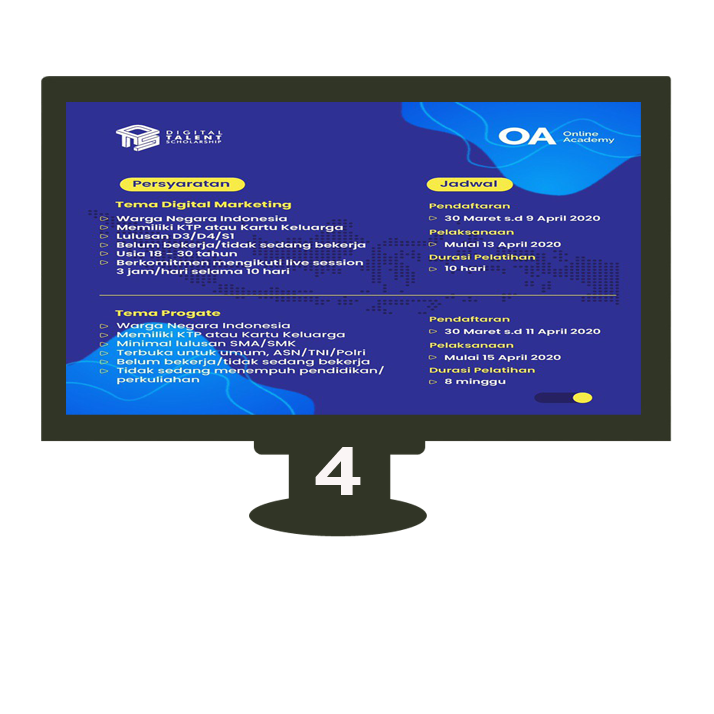 DIGITAL
TALENT
SCHOLARSHIP
OA Online
Academy
Persyaratan
Tema Digital Marketing
Warga Negara Indonesia
Memiliki KTP atau Kartu Keluarga
Lulusan D3/D4/S1
Belum bekerja/tidak sedang bekerja
Usia 18 - 30 tahun
Berkomitmen mengikuti live session
3 jam/hari selama 10 hari
Jadwal
Pendaftaran
30 Maret s.d 9 April 2020
Pelaksanaan
Mulai 13 April 2020
Durasi Pelatihan
10 hari
Tema Progate
Warga Negara Indonesia
Memiliki KTP atau Kartu Keluarga
Minimal lulusan SMA/SMK
Terbuka untuk umum, ASN/TNI/Polri
Belum bekerja/tidak sedang bekerja
Tidak sedang menempuh pendidikan/
perkuliahan
Pendaftaran
30 Maret s.d 11 April 2020
Pelaksanaan
Mulai 15 April 2020
Durasi Pelatihan
8 minggu
4